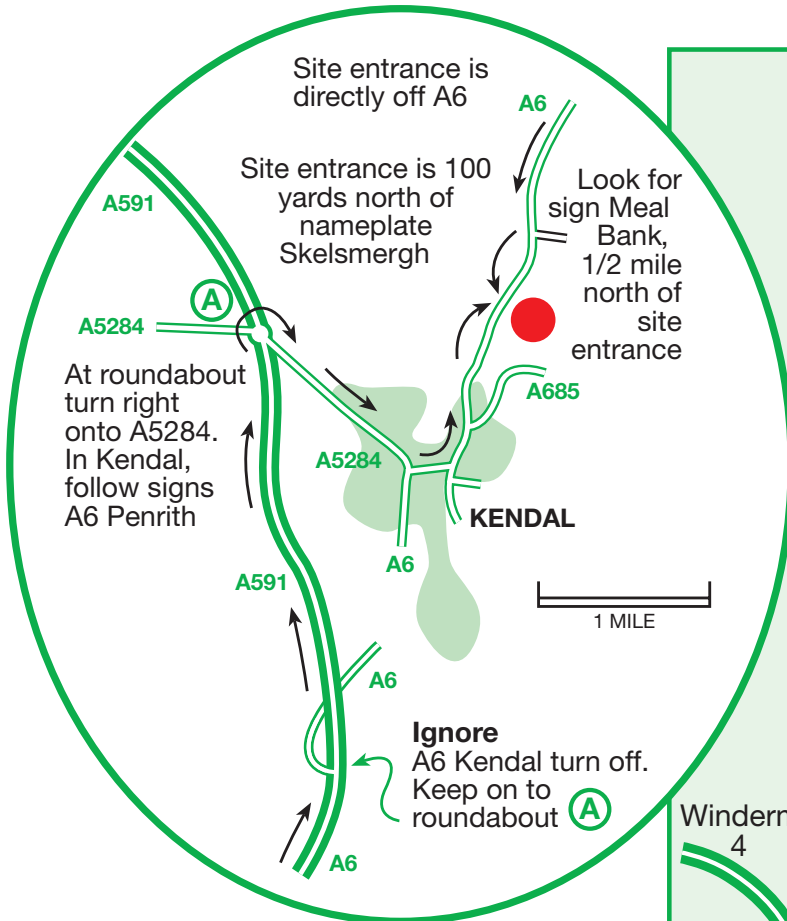 Site entrance is
directly off A6
A6
Site entrance is 100
yards north of
nameplate
Skelsmergh
Look for
sign Meal
Bank,
1/2 mile
north of
site
entrance
A591
A
A5284
At roundabout
turn right
onto A5284.
In Kendal,
follow signs
A6 Penrith
A685
A5284
KENDAL
A6
A591
1 MILE
A6
Ignore
A6 Kendal turn off.
Keep on to
roundabout A
A6
4